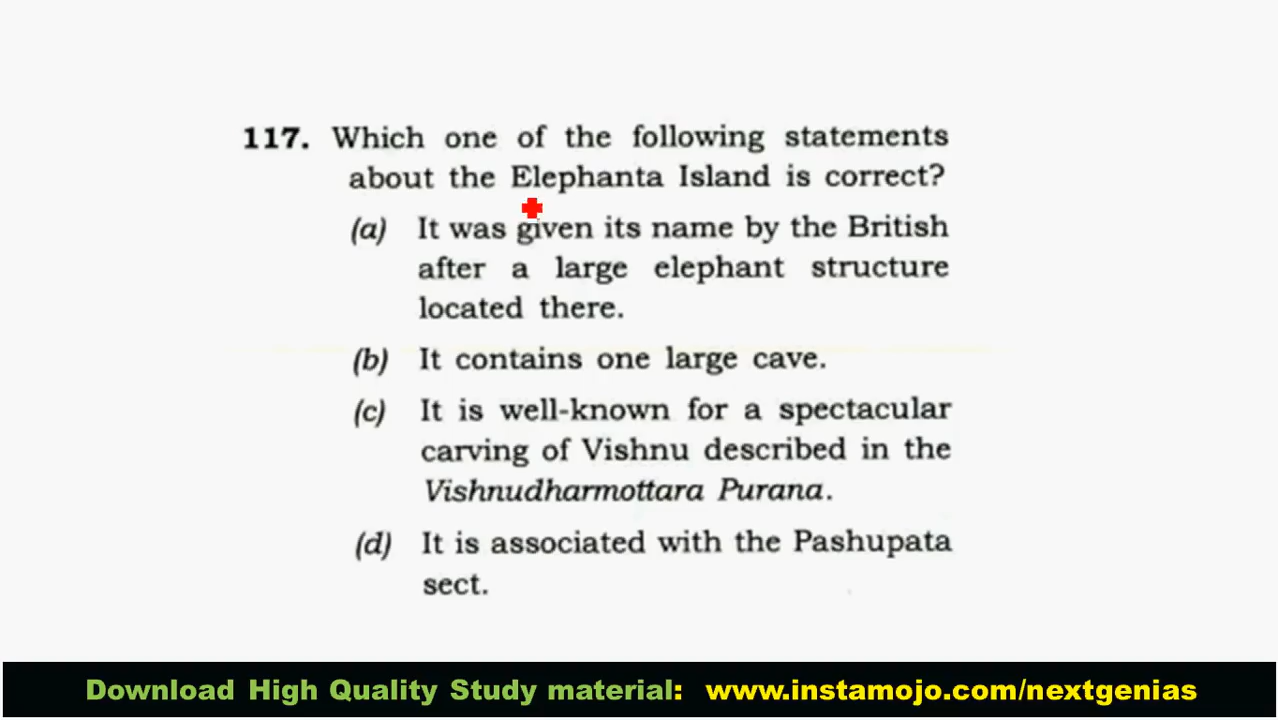 117. Which one of the following statements
about the Elephanta Island is correct?
(a) It was given its name by the British
after a large elephant structure
located there.
(b) It contains one large cave.
(c) It is well-known for a spectacular
carving of Vishnu described in the
Vishnudharmottara Purana.
(d) It is associated with the Pashupata
sect.
Download High Quality Study material: www.instamojo.com/nextgenias